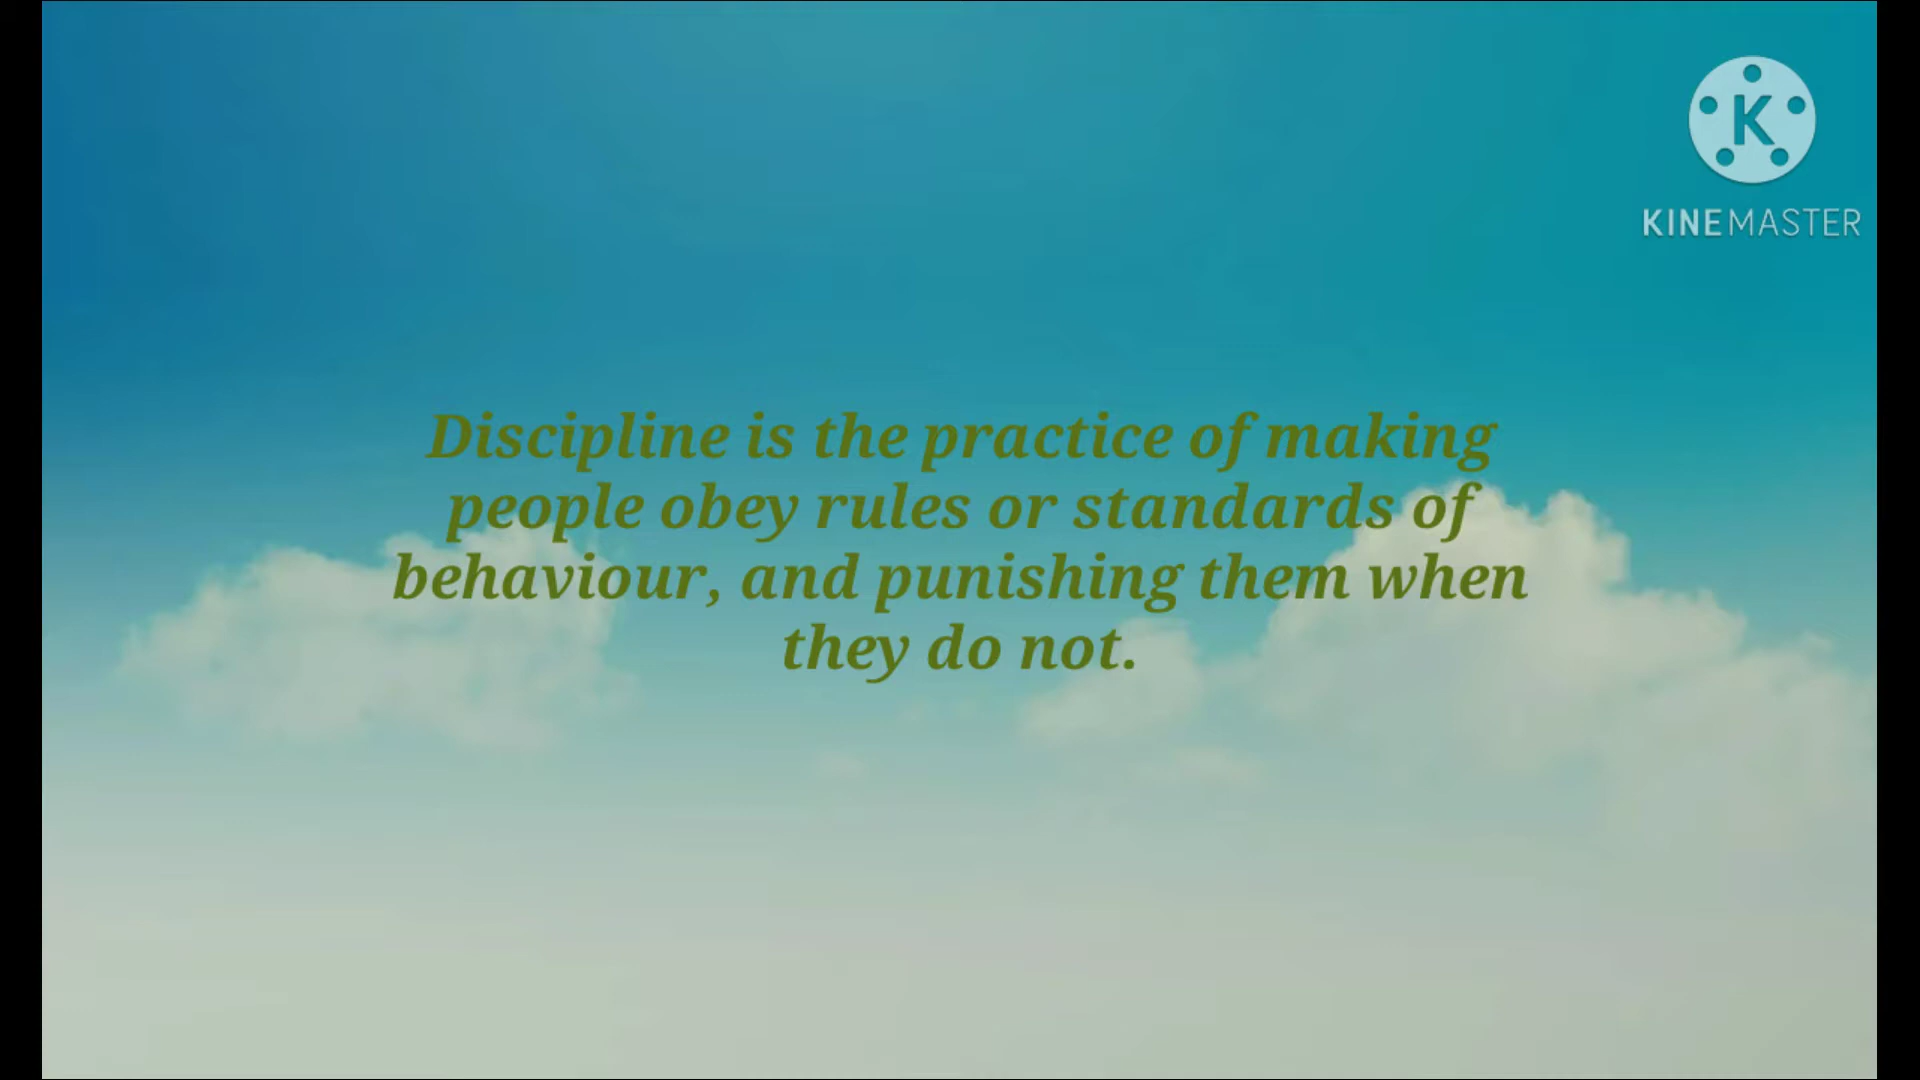 K
KINEMASTER
Discipline is the practice of making
people obey rules or standards of
behaviour, and punishing them when
they do not.